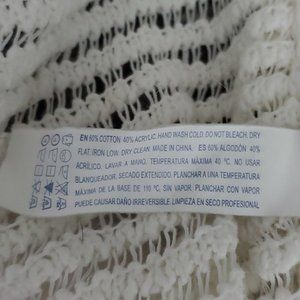 EN 60% COTTON 40% ACRYLIC. HAND WASH COLD. DO NOT BLEACH. DRY
FLAT. IRON LOW. DRY CLEAN. MADE IN CHINA. ES 60% ALGODÓN 40%
ACRÍLICO. LAVAR A MANO. TEMPERATURA MÁXIMA 40 °C. NO USAR
BLANQUEADOR. SECADO EXTENDIDO. PLANCHAR A UNA TEMPERATURA
MÁXIMA DE LA BASE DE 110 °C, SIN VAPOR. PLANCHAR CON VAPOR
PUEDE CAUSAR DAÑO IRREVERSIBLE. LIMPIEZA EN SECO PROFESIONAL